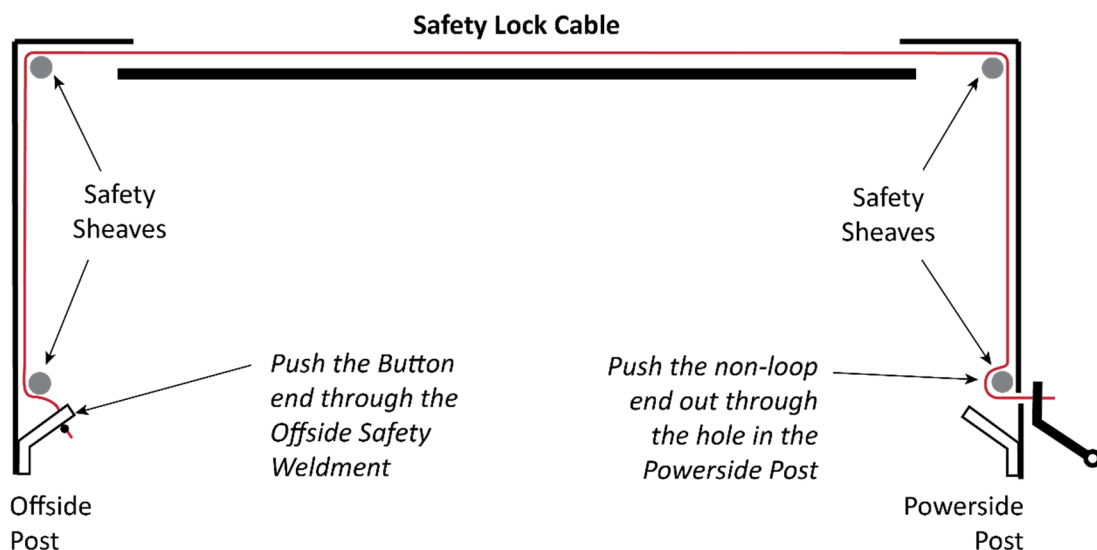 Safety Lock Cable
Safety
Sheaves
Safety
Sheaves
Push the Button
end through the
Offside Safety
Weldment
Push the non-loop
end out through
the hole in the
Powerside Post
Offside
Post
Powerside
Post